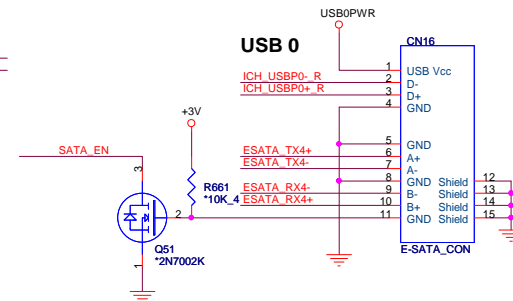 USB0PWR
USB 0
CN16
1
USB Vcc
ICH_USBP0-_R
2
D-
ICH_USBP0+_R
3
D+
4
GND
+3V
5
GND
SATA_EN
ESATA_TX4+
6
A+
ESATA_TX4-
7
A-
3
8
GND
Shield
12
R661
ESATA_RX4-
9
B-
Shield
13
*10K_4
ESATA_RX4+
10
B+
Shield
14
2
11
GND
Shield
15
Q51
E-SATA_CON
*2N7002K
1